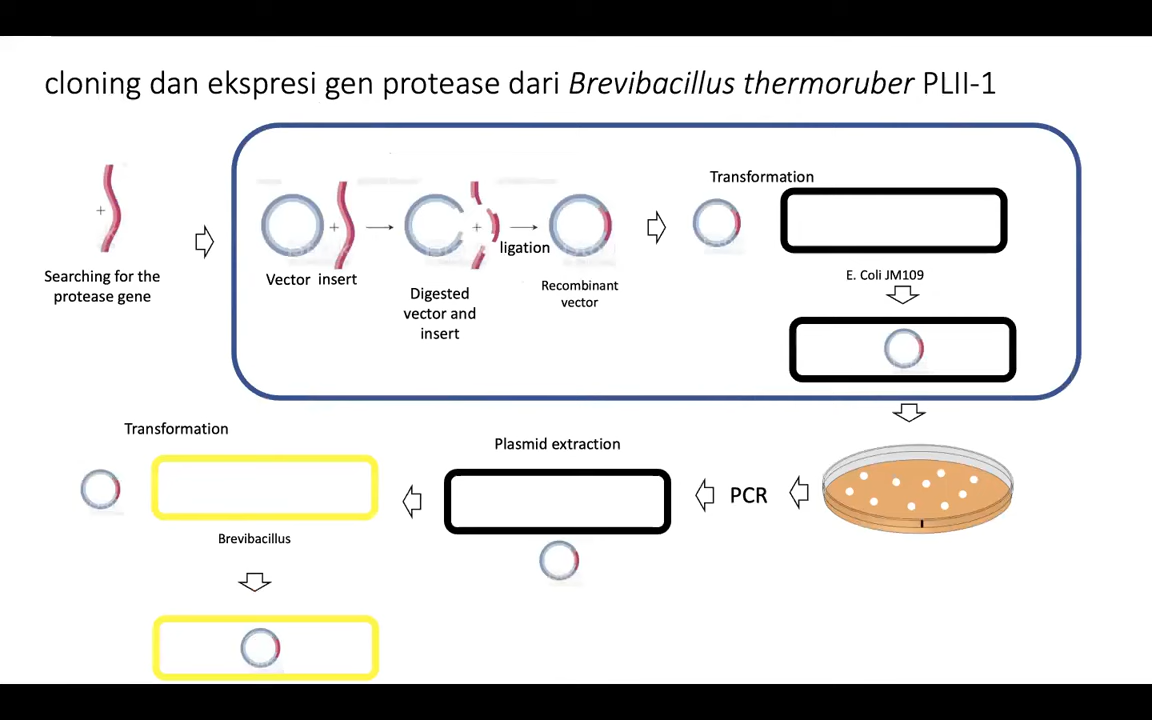 cloning dan ekspresi gen protease dari Brevibacillus thermoruber PLII-1
+
Searching for the
protease gene
+
Vector insert
+
Digested
vector and
insert
ligation
Recombinant
vector
Transformation
E. Coli JM109
PCR
Plasmid extraction
Transformation
Brevibacillus